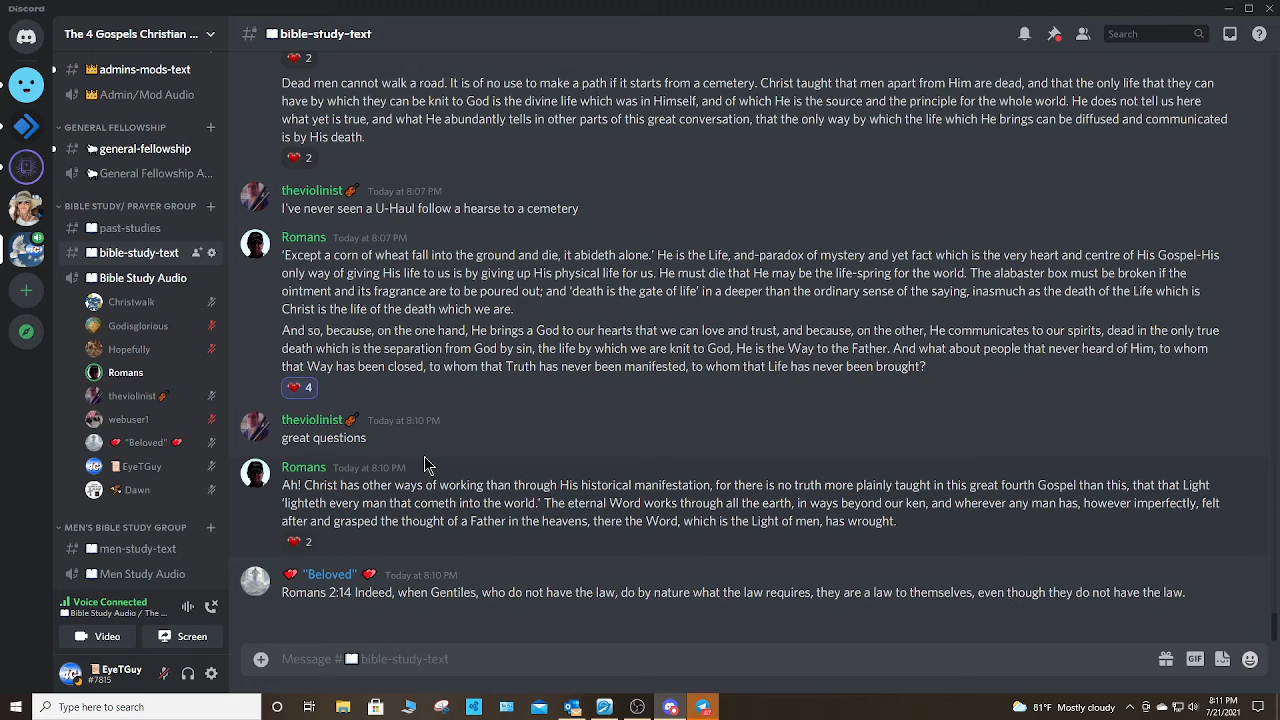 Discord
The 4 Gospels Christian ...
bible-study-text
Search
admins-mods-text
Admin/Mod Audio
GENERAL FELLOWSHIP
general-fellowship
General Fellowship A...
BIBLE STUDY/ PRAYER GROUP
past-studies
bible-study-text
Bible Study Audio
Christwalk
Godisglorious
Hopefully
Romans
theviolinist
webuser1
"Beloved"
EyeTGuy
Dawn
MEN'S BIBLE STUDY GROUP
men-study-text
Men Study Audio
Voice Connected
Bible Study Audio / The ...
Video
Screen
EyeTGuy
#7815
2
Dead men cannot walk a road. It is of no use to make a path if it starts from a cemetery. Christ taught that men apart from Him are dead, and that the only life that they can
have by which they can be knit to God is the divine life which was in Himself, and of which He is the source and the principle for the whole world. He does not tell us here
what yet is true, and what He abundantly tells in other parts of this great conversation, that the only way by which the life which He brings can be diffused and communicated
is by His death.
2
theviolinist Today at 8:07 PM
I've never seen a U-Haul follow a hearse to a cemetery
Romans Today at 8:07 PM
'Except a corn of wheat fall into the ground and die, it abideth alone.' He is the Life, and-paradox of mystery and yet fact which is the very heart and centre of His Gospel-His
only way of giving His life to us is by giving up His physical life for us. He must die that He may be the life-spring for the world. The alabaster box must be broken if the
ointment and its fragrance are to be poured out; and 'death is the gate of life' in a deeper than the ordinary sense of the saying, inasmuch as the death of the Life which is
Christ is the life of the death which we are.
And so, because, on the one hand, He brings a God to our hearts that we can love and trust, and because, on the other, He communicates to our spirits, dead in the only true
death which is the separation from God by sin, the life by which we are knit to God, He is the Way to the Father. And what about people that never heard of Him, to whom
that Way has been closed, to whom that Truth has never been manifested, to whom that Life has never been brought?
4
theviolinist Today at 8:10 PM
great questions
Romans Today at 8:10 PM
Ah! Christ has other ways of working than through His historical manifestation, for there is no truth more plainly taught in this great fourth Gospel than this, that that Light
'lighteth every man that cometh into the world.' The eternal Word works through all the earth, in ways beyond our ken, and wherever any man has, however imperfectly, felt
after and grasped the thought of a Father in the heavens, there the Word, which is the Light of men, has wrought.
2
"Beloved" Today at 8:10 PM
Romans 2:14 Indeed, when Gentiles, who do not have the law, do by nature what the law requires, they are a law to themselves, even though they do not have the law.
Message # bible-study-text
GIF
Type here to search
81°F Mostly cloudy
8:11 PM
7/21/2021